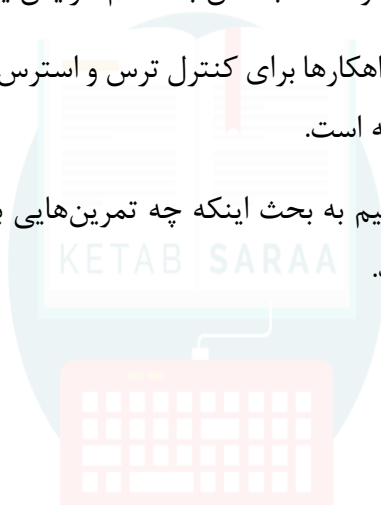 اهکارها برای کنترل ترس و استرس
ه است.
یم به بحث اینکه چه تمرین‌هایی ب
KETAB SARAA